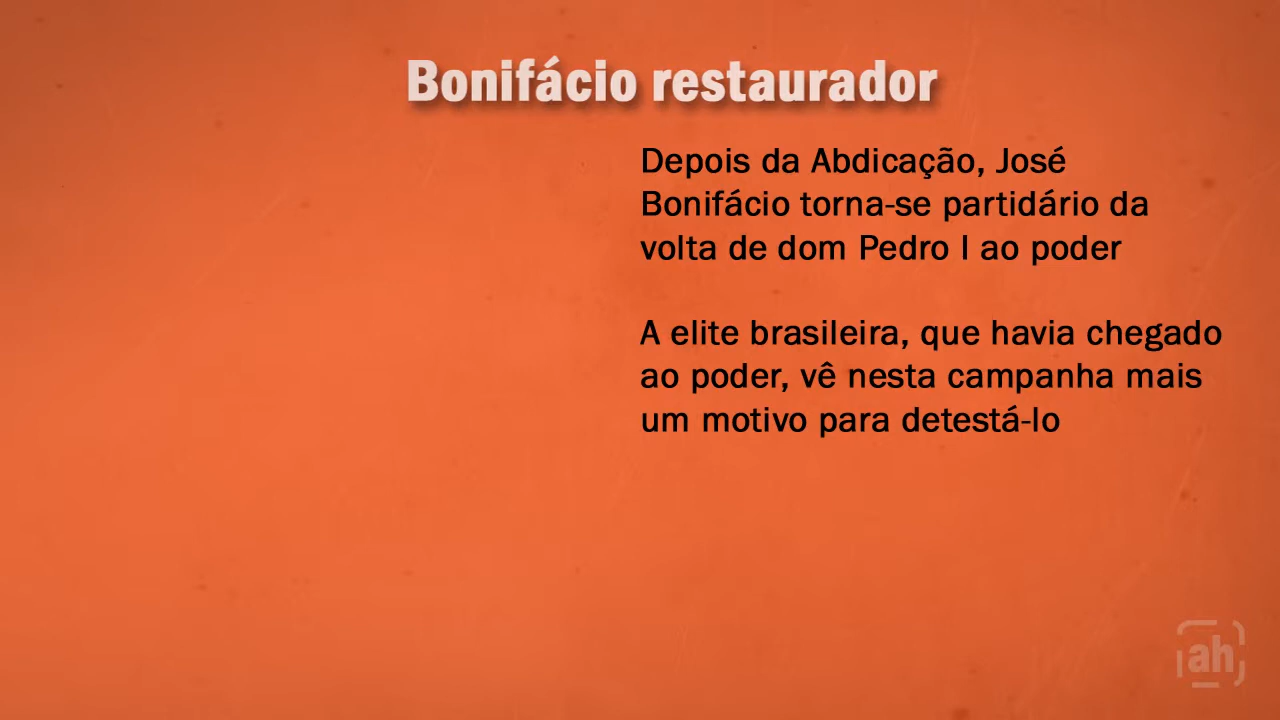 Bonifácio restaurador
Depois da Abdicação, José
Bonifácio torna-se partidário da
volta de dom Pedro I ao poder
A elite brasileira, que havia chegado
ao poder, vê nesta campanha mais
um motivo para detestá-lo
ah